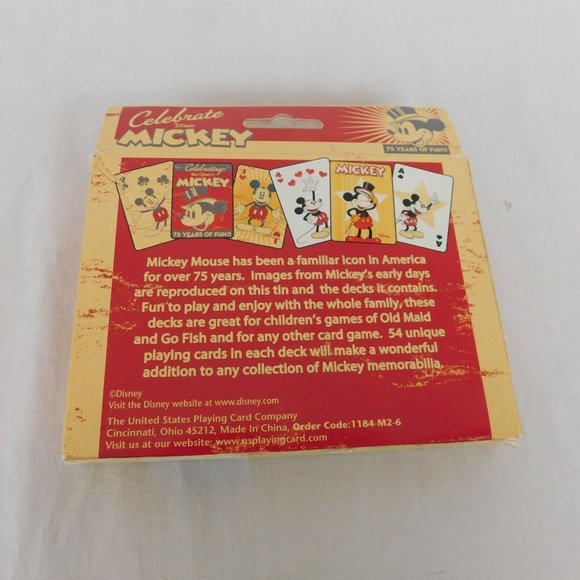 Celebrate
DISNEY
MICKEY
75 YEARS OF FUN!!
Celebrating
MICKEY
75 YEARS OF FUN!!
MICKEY
A
Mickey Mouse has been a familiar icon in America
for over 75 years. Images from Mickey's early days
are reproduced on this tin and the decks it contains.
Fun to play and enjoy with the whole family, these
decks are great for children's games of Old Maid
and Go Fish and for any other card game. 54 unique
playing cards in each deck will make a wonderful
addition to any collection of Mickey memorabilia.
©Disney
Visit the Disney website at www.disney.com
The United States Playing Card Company
Cincinnati, Ohio 45212, Made in China, Order Code:1184-M2-6
Visit us at our website: www.usplayingcard.com